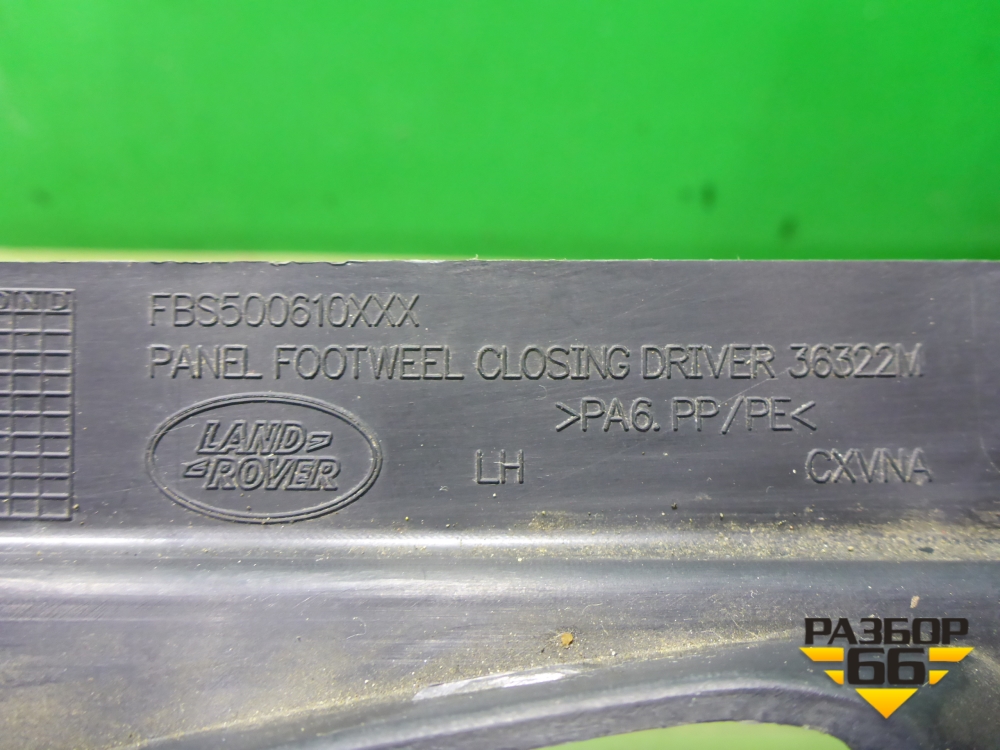 FBS500610XXX
PANEL FOOTWEEL CLOSING DRIVER 36322M
>PA6. PP/PE<
LAND
ROVER
LH
CXVNA
РАЗБОР
66